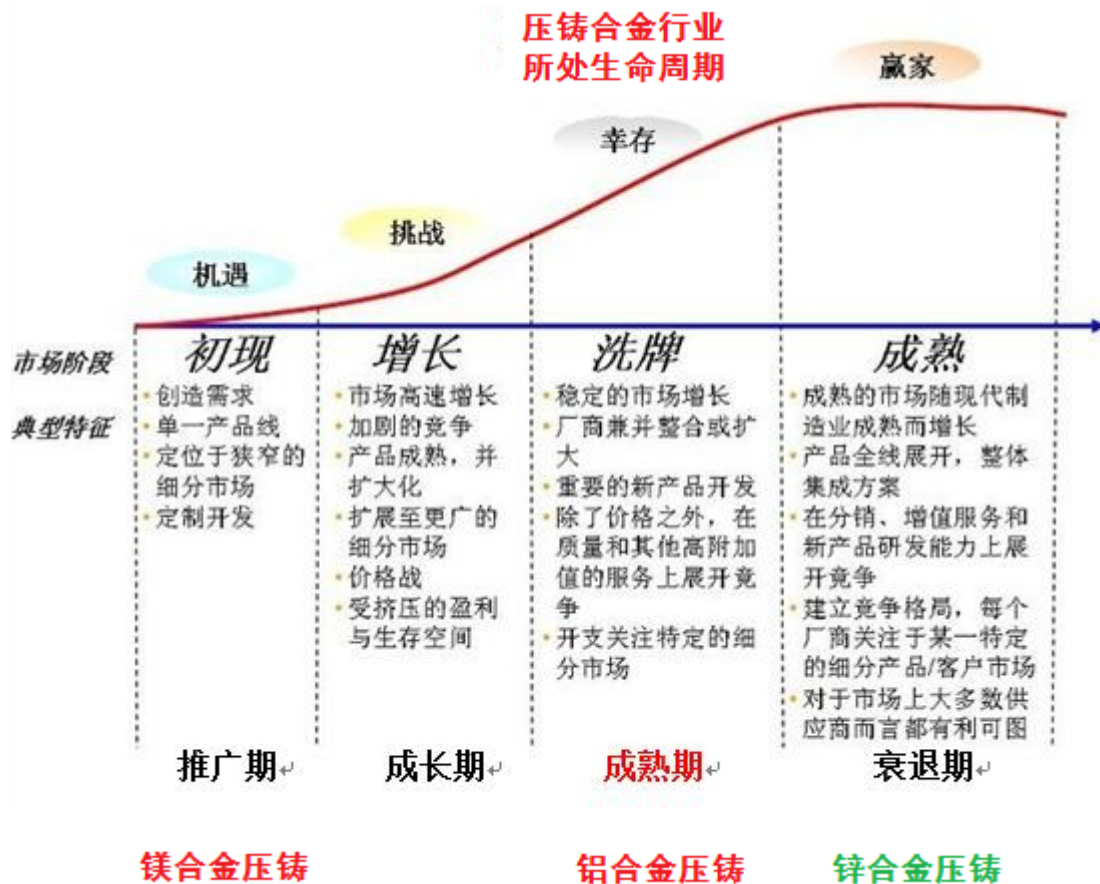 压铸合金行业
所处生命周期
赢家
幸存
挑战
机遇
市场阶段
初现
增长
洗牌
成熟
典型特征
•创造需求
•单一产品线
•定位于狭窄的
细分市场
•定制开发
•市场高速增长
•加剧的竞争
•产品成熟，并
扩大化
•扩展至更广的
细分市场
•价格战
•受挤压的盈利
与生存空间
•稳定的市场增长
•厂商兼并整合或扩
大
•重要的新产品开发
•除了价格之外，在
质量和其他高附加
值的服务上展开竞
争
•开支关注特定的细
分市场
•成熟的市场随现代制
造业成熟而增长
•产品全线展开，整体
集成方案
•在分销、增值服务和
新产品研发能力上展
开竞争
•建立竞争格局，每个
厂商关注于某一特定
的细分产品/客户市场
•对于市场上大多数供
应商而言都有利可图
推广期↵
成长期↵
成熟期↵
衰退期↵
镁合金压铸
铝合金压铸
锌合金压铸